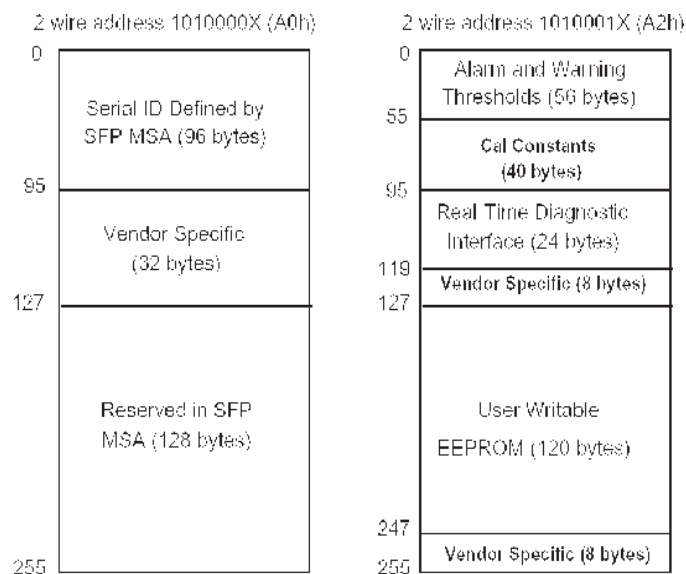 2 wire address 1010000X (A0h)
0
Serial ID Defined by
SFP MSA (96 bytes)
95
Vendor Specific
(32 bytes)
127
Reserved in SFP
MSA (128 bytes)
255
2 wire address 1010001X (A2h)
0
Alarm and Warning
Thresholds (56 bytes)
55
Cal Constants
(40 bytes)
95
Real Time Diagnostic
Interface (24 bytes)
119
Vendor Specific (8 bytes)
127
User Writable
EEPROM (120 bytes)
247
Vendor Specific (8 bytes)
255